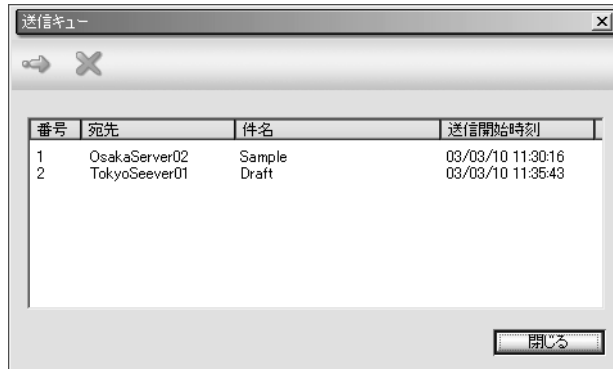 送信キュー
番号 宛先 件名 送信開始時刻
1 OsakaServer02 Sample 03/03/10 11:30:16
2 TokyoSeever01 Draft 03/03/10 11:35:43
閉じる